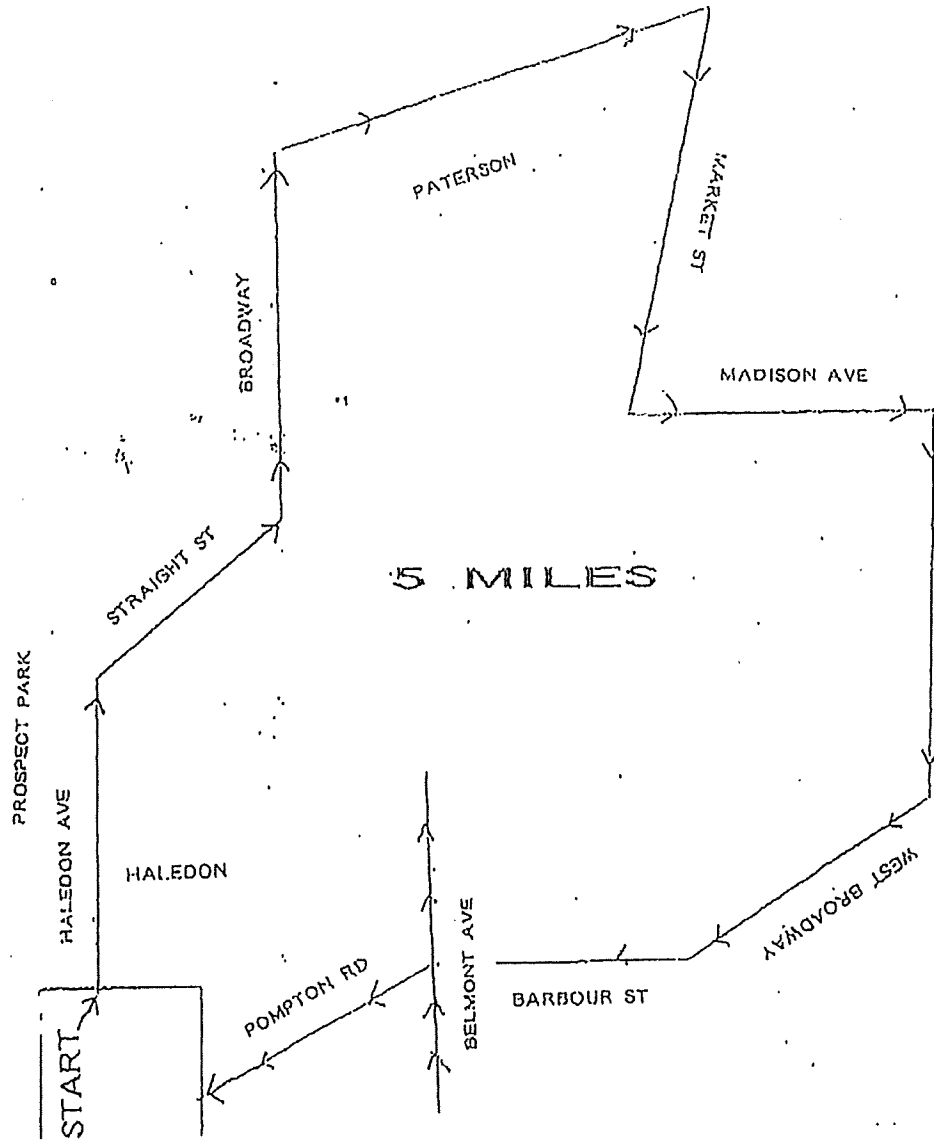 PATERSON
MARKET ST
BROADWAY
MADISON AVE
STRAIGHT ST
5 MILES
PROSPECT PARK
HALEDON AVE
HALEDON
WEST BROADWAY
BELMONT AVE
POMPTON RD
BARBOUR ST
START